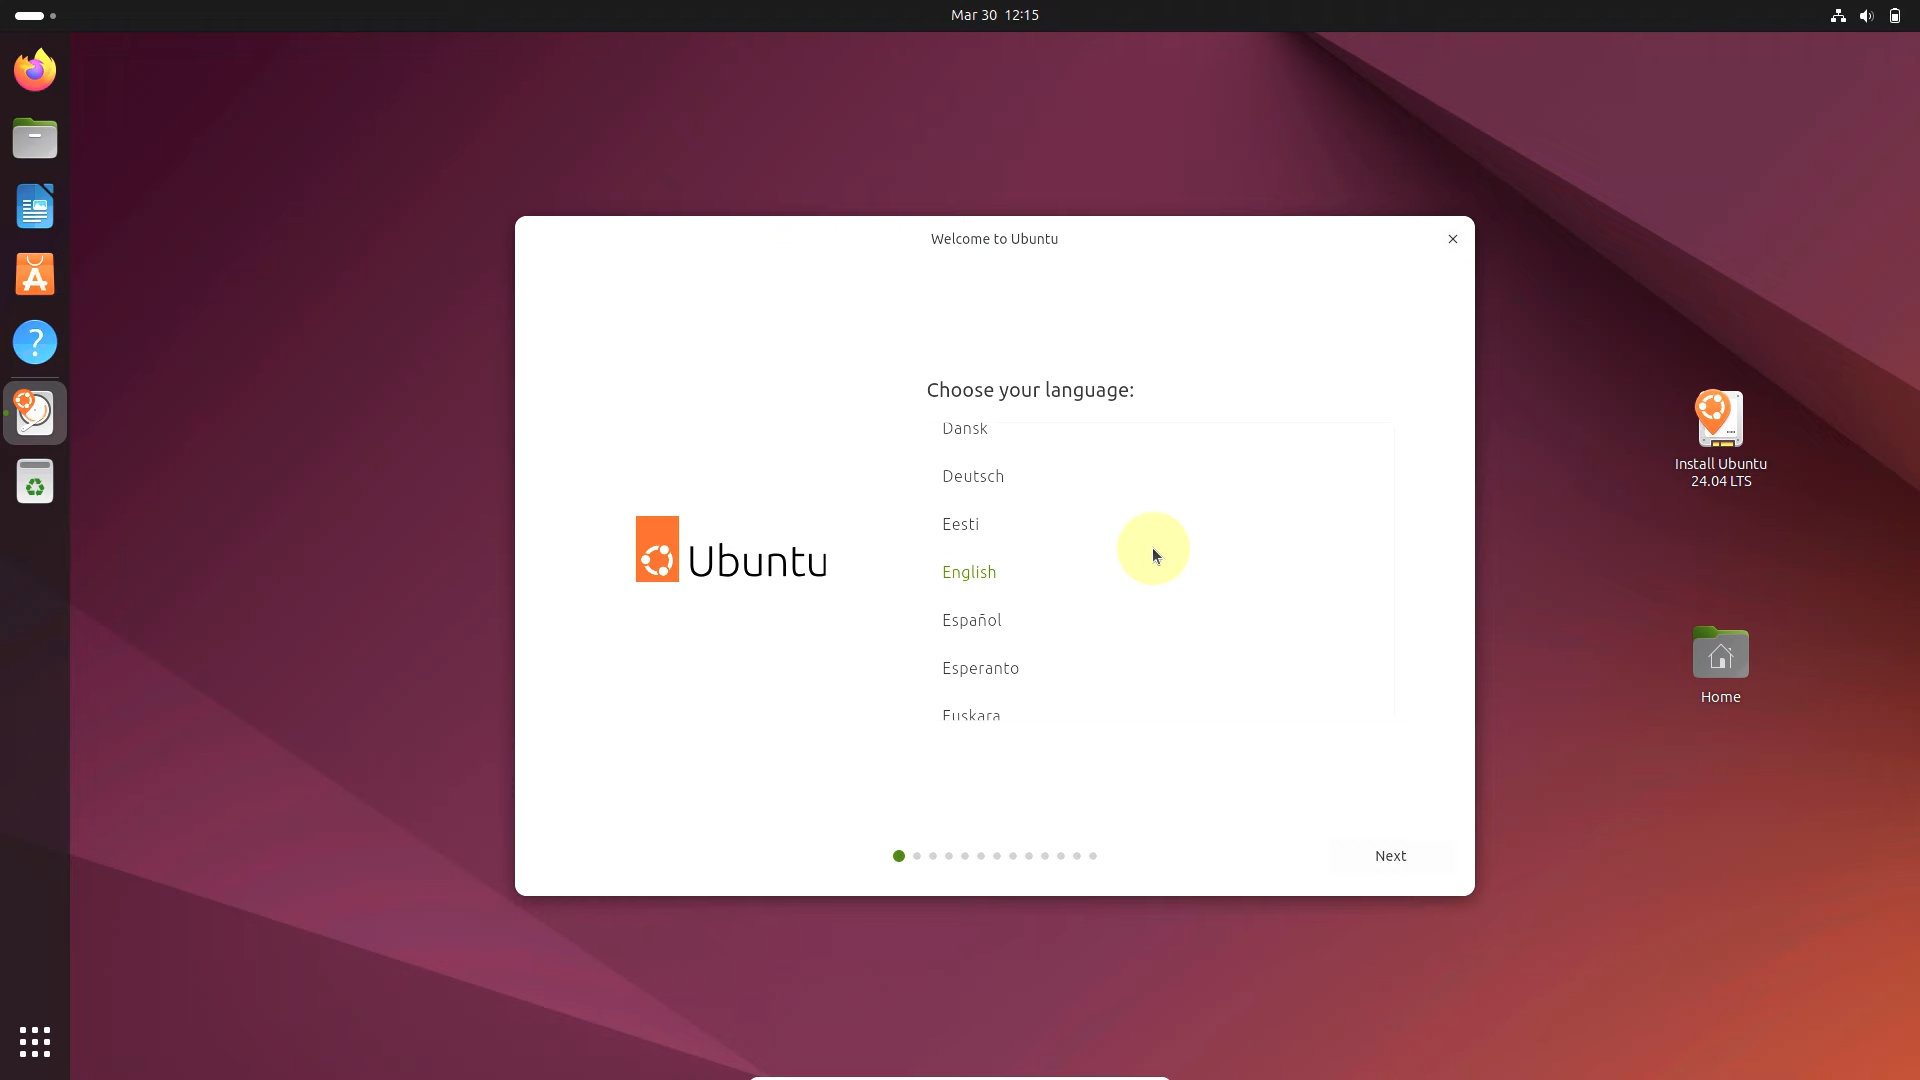 Mar 30 12:15
Welcome to Ubuntu
Choose your language:
Dansk
Deutsch
Eesti
English
Español
Esperanto
Euskara
Ubuntu
Next
Install Ubuntu
24.04 LTS
Home